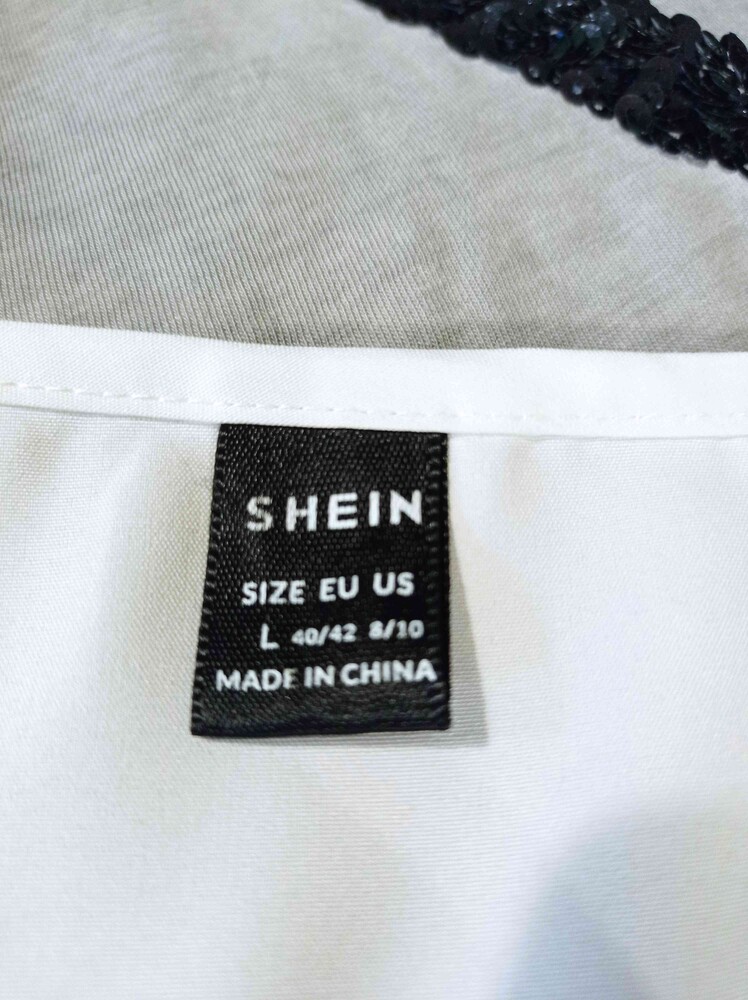 SHEIN
SIZE EU US
L 40/42 8/10
MADE IN CHINA